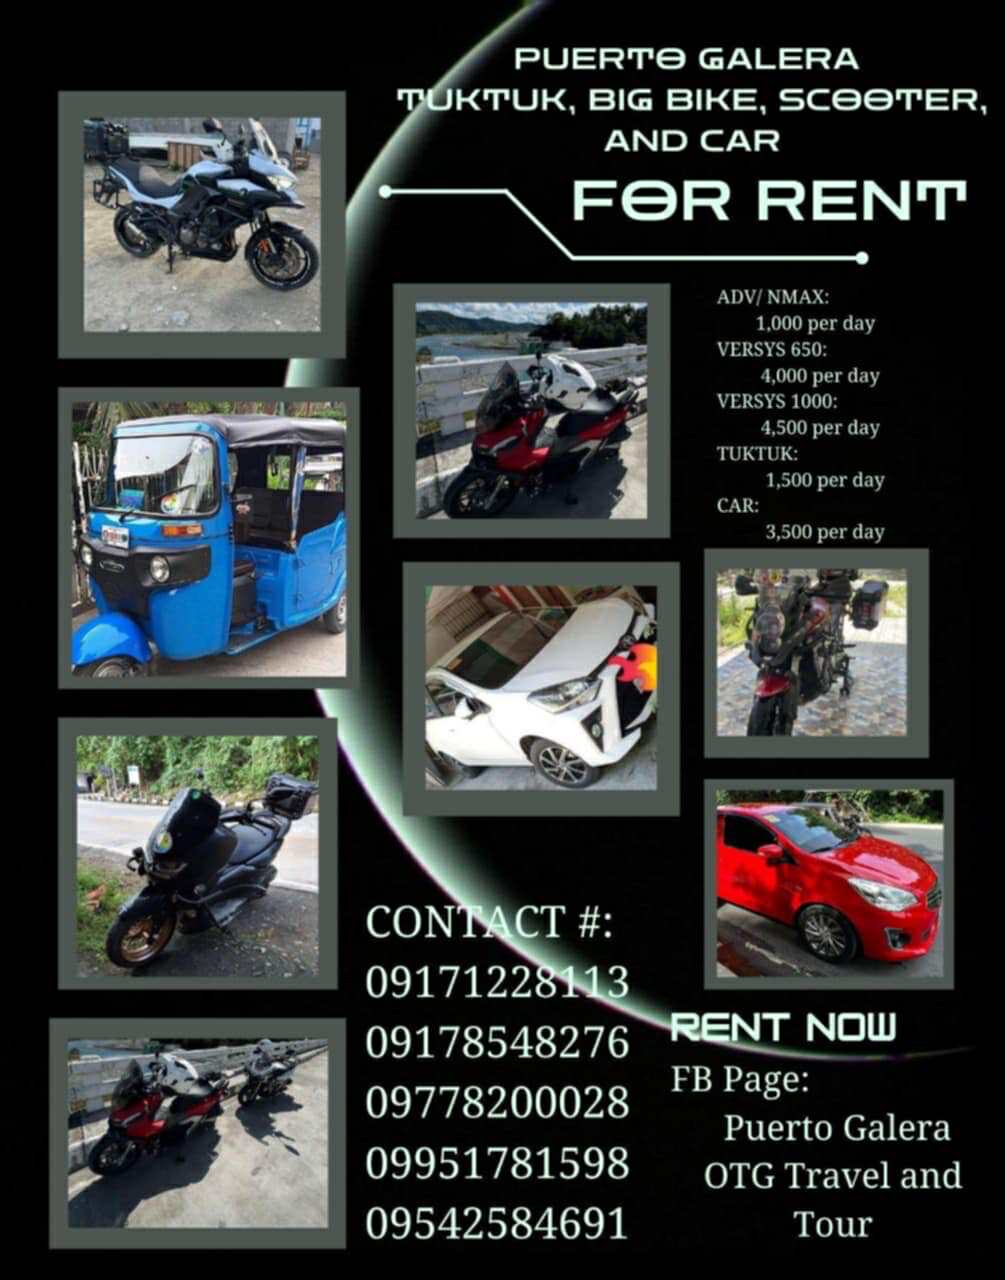 PUERTO GALERA
TUKTUK, BIG BIKE, SCOOTER,
AND CAR
FOR RENT
ADV/ NMAX:
1,000 per day
VERSYS 650:
4,000 per day
VERSYS 1000:
4,500 per day
TUKTUK:
1,500 per day
CAR:
3,500 per day
CONTACT #:
09171228113
09178548276
09778200028
09951781598
09542584691
RENT NOW
FB Page:
Puerto Galera
OTG Travel and
Tour